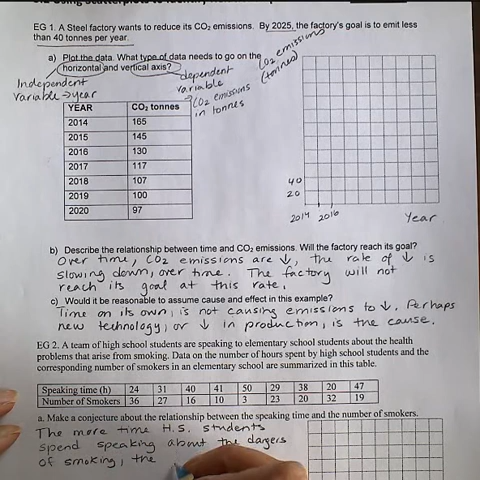 EG 1. A Steel factory wants to reduce its CO₂ emissions. By 2025, the factory's goal is to emit less
than 40 tonnes per year.
a) Plot the data. What type of data needs to go on the
horizontal and vertical axis?
CO2 emissions
(tonnes)
Independent
variable → year
dependent
variable
→ CO2 emissions
in tonnes
YEAR CO₂ tonnes
2014 165
2015 145
2016 130
2017 117
2018 107
2019 100
2020 97
40
20
2014 2016 Year
b) Describe the relationship between time and CO₂ emissions. Will the factory reach its goal?
Over time, CO2 emissions are ↓, the rate of ↓ is
slowing down, over time. The factory will not
reach its goal at this rate.
c) Would it be reasonable to assume cause and effect in this example?
Time on its own, is not causing emissions to ↓. Perhaps
new technology, or ↓ in production, is the cause.
EG 2. A team of high school students are speaking to elementary school students about the health
problems that arise from smoking. Data on the number of hours spent by high school students and the
corresponding number of smokers in an elementary school are summarized in this table.
Speaking time (h) 24 31 40 41 50 29 38 20 47
Number of Smokers 36 27 16 10 3 23 20 32 19
a. Make a conjecture about the relationship between the speaking time and the number of smokers.
The more time H.S. students
spend speaking about the dagers
of smoking, the